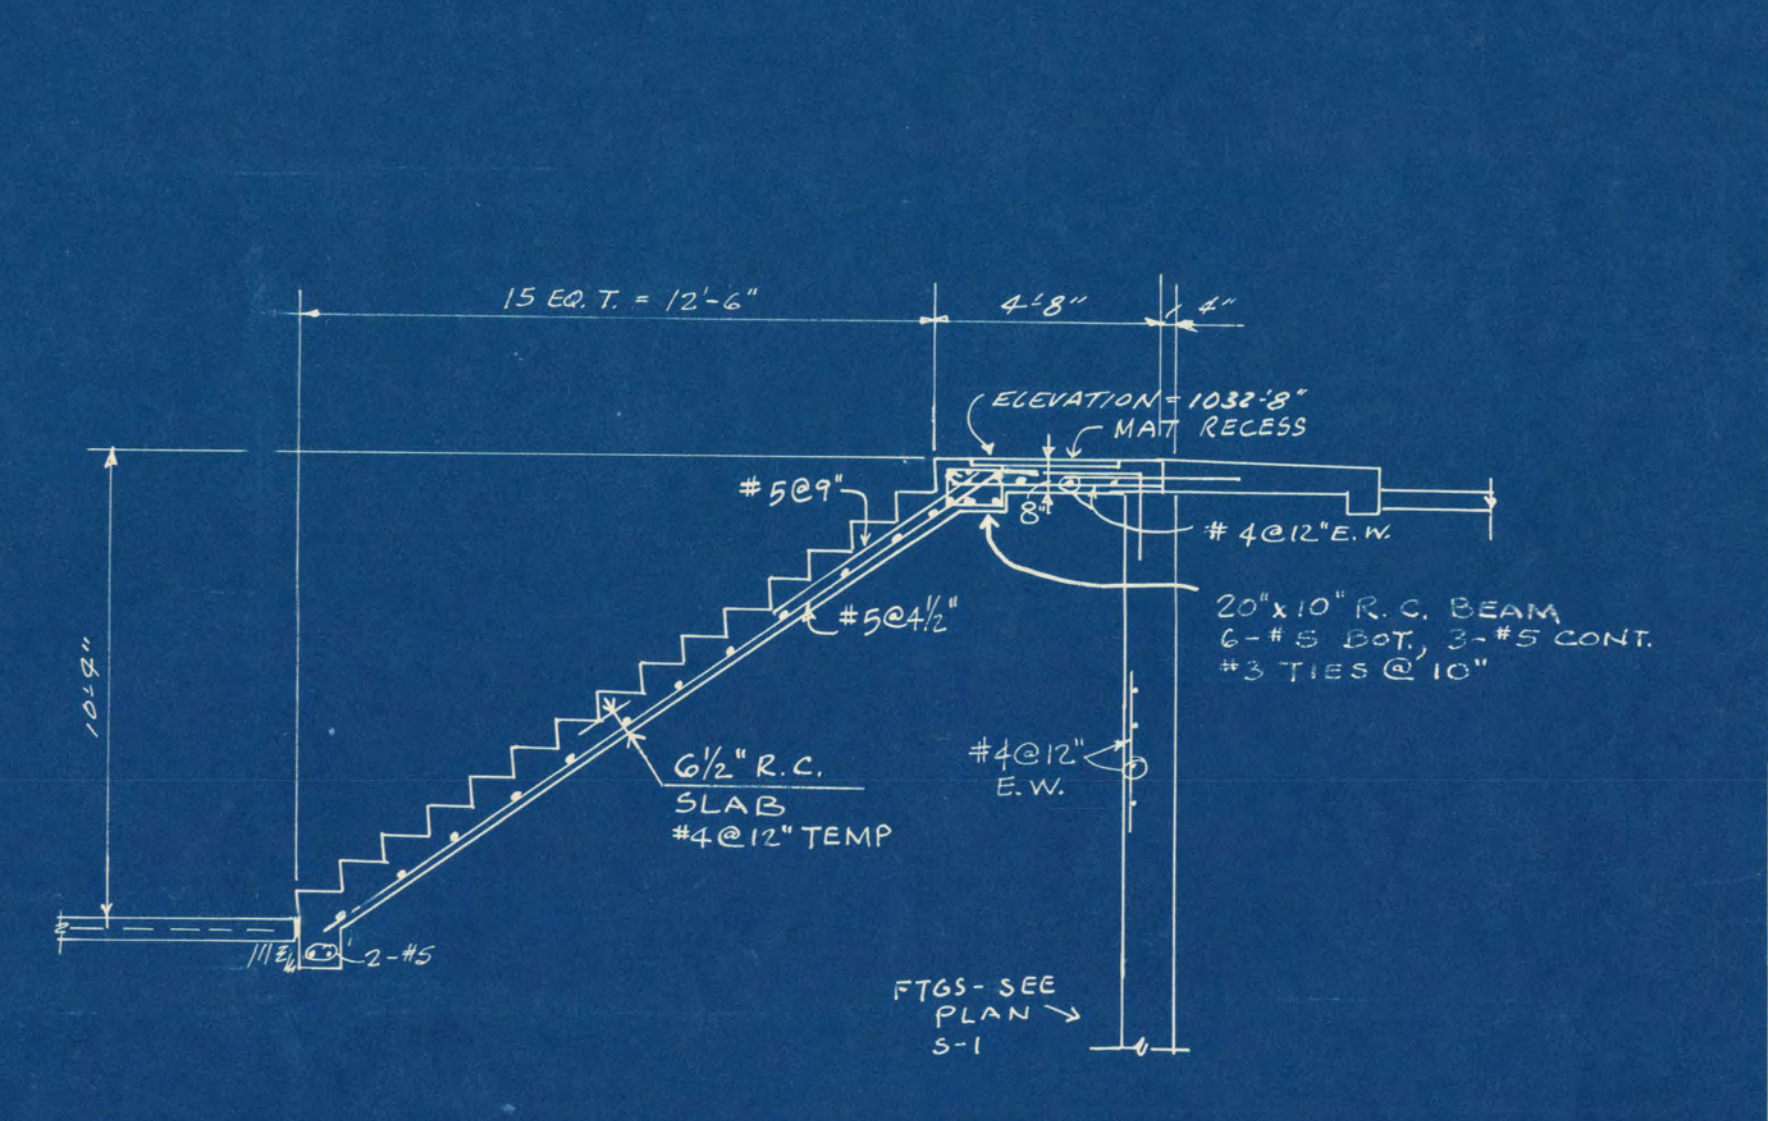 15 EQ. T. = 12'-6"
4'-8"
4"
ELEVATION = 1032'-8"
MAT RECESS
#5@9"
8"
#4@12" E.W.
#5@4½"
20" x 10" R.C. BEAM
6-#5 BOT., 3-#5 CONT.
#3 TIES @ 10"
6½" R.C.
SLAB
#4@12" TEMP
#4@12"
E.W.
2-#5
FTGS - SEE
PLAN
S-1